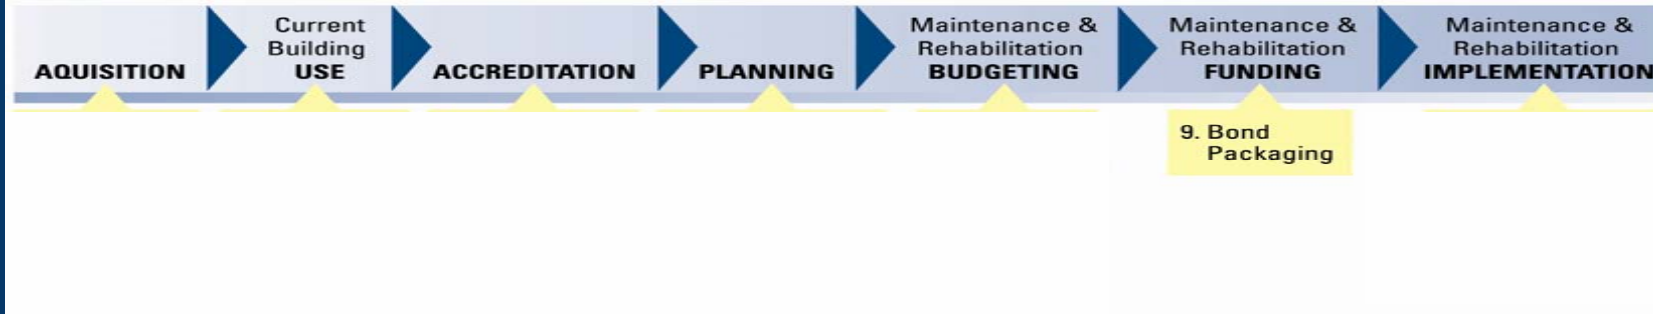 AQUISITION
Current
Building
USE
ACCREDITATION
PLANNING
Maintenance &
Rehabilitation
BUDGETING
Maintenance &
Rehabilitation
FUNDING
Maintenance &
Rehabilitation
IMPLEMENTATION
9. Bond
Packaging